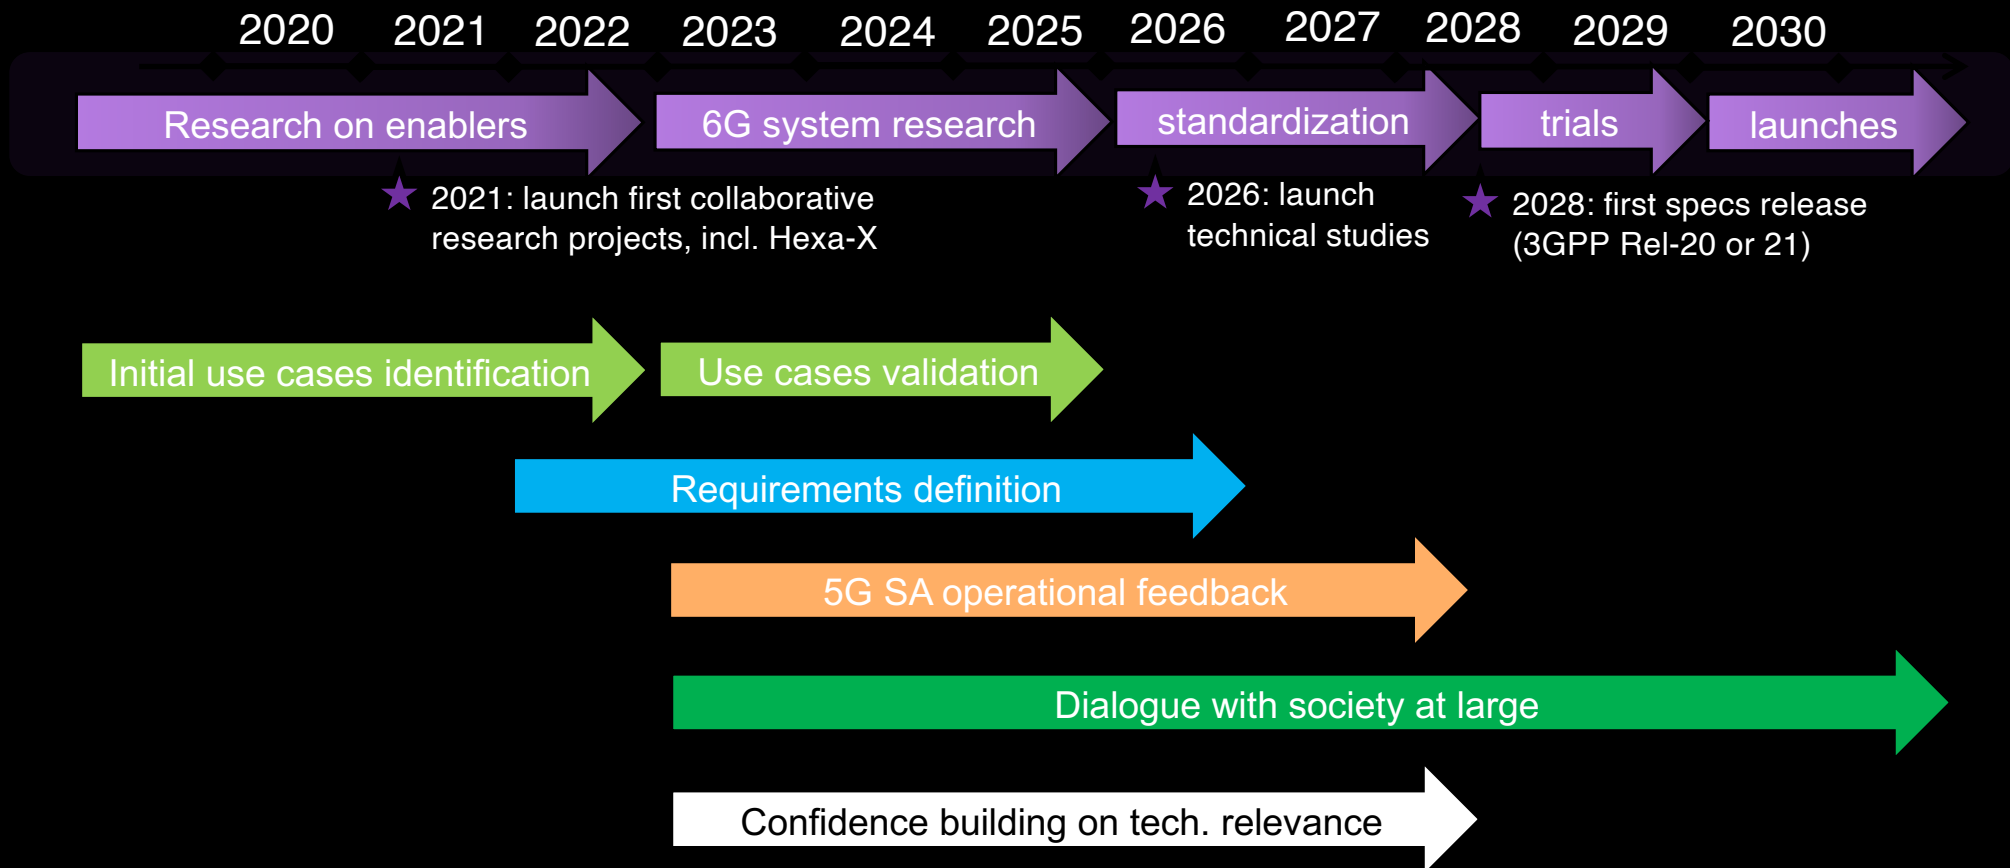 2020 2021 2022 2023 2024 2025 2026 2027 2028 2029 2030
Research on enablers
6G system research
standardization
trials
launches
2021: launch first collaborative
research projects, incl. Hexa-X
2026: launch
technical studies
2028: first specs release
(3GPP Rel-20 or 21)
Initial use cases identification
Use cases validation
Requirements definition
5G SA operational feedback
Dialogue with society at large
Confidence building on tech. relevance